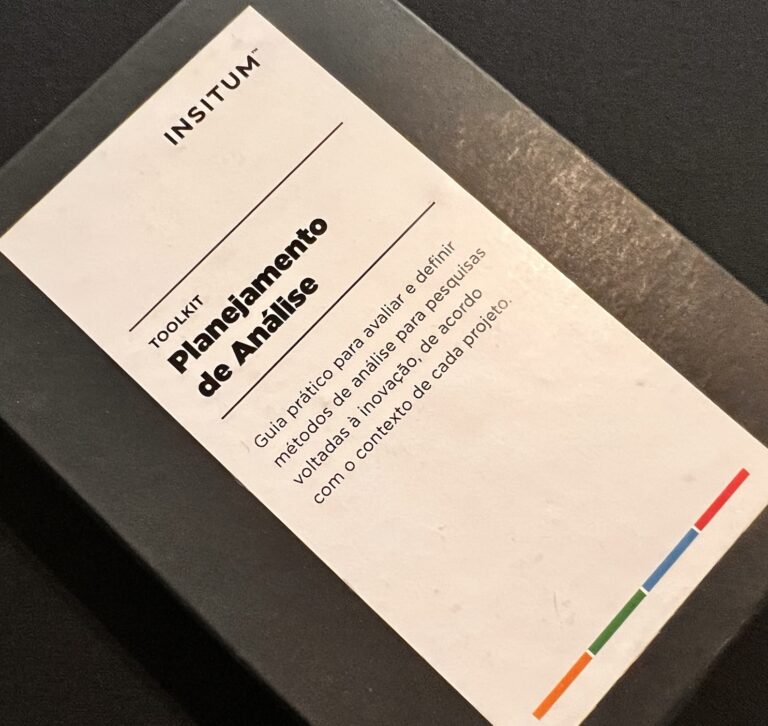 INSITUM™
TOOLKIT
Planejamento
de Análise
Guia prático para avaliar e definir
métodos de análise para pesquisas
voltadas à inovação, de acordo
com o contexto de cada projeto.